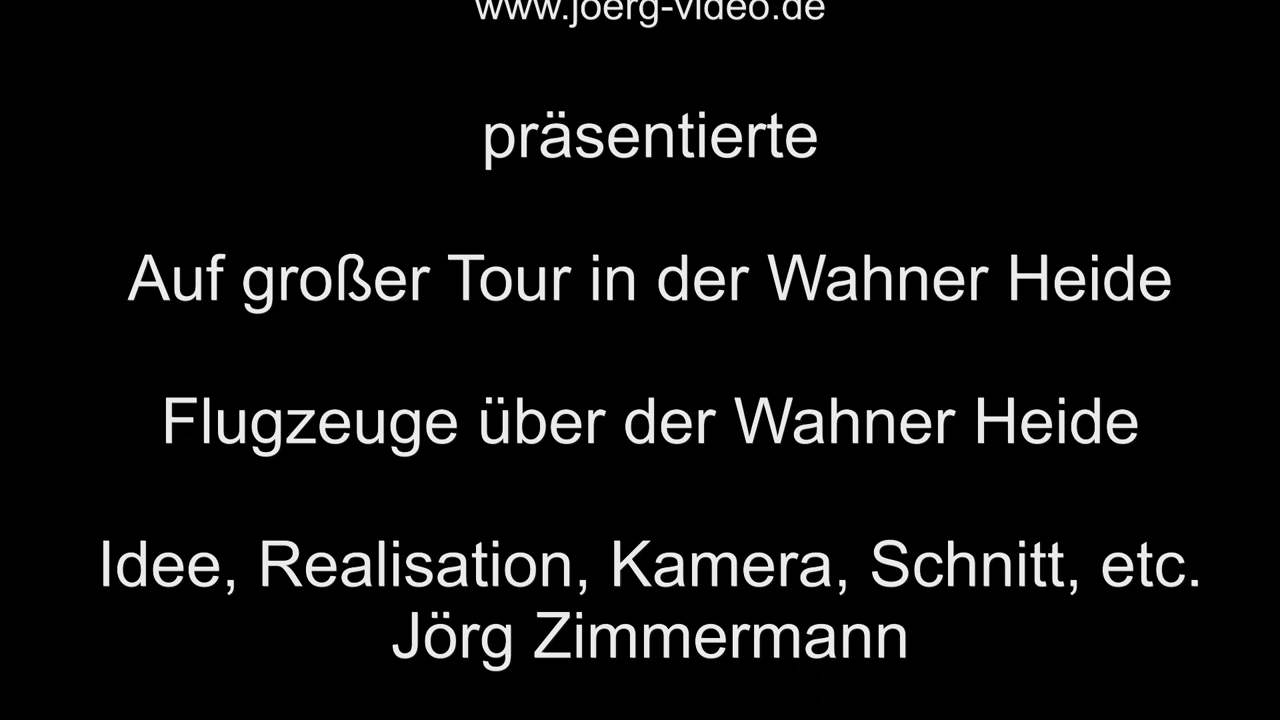 www.joerg-video.de
präsentierte
Auf großer Tour in der Wahner Heide
Flugzeuge über der Wahner Heide
Idee, Realisation, Kamera, Schnitt, etc.
Jörg Zimmermann